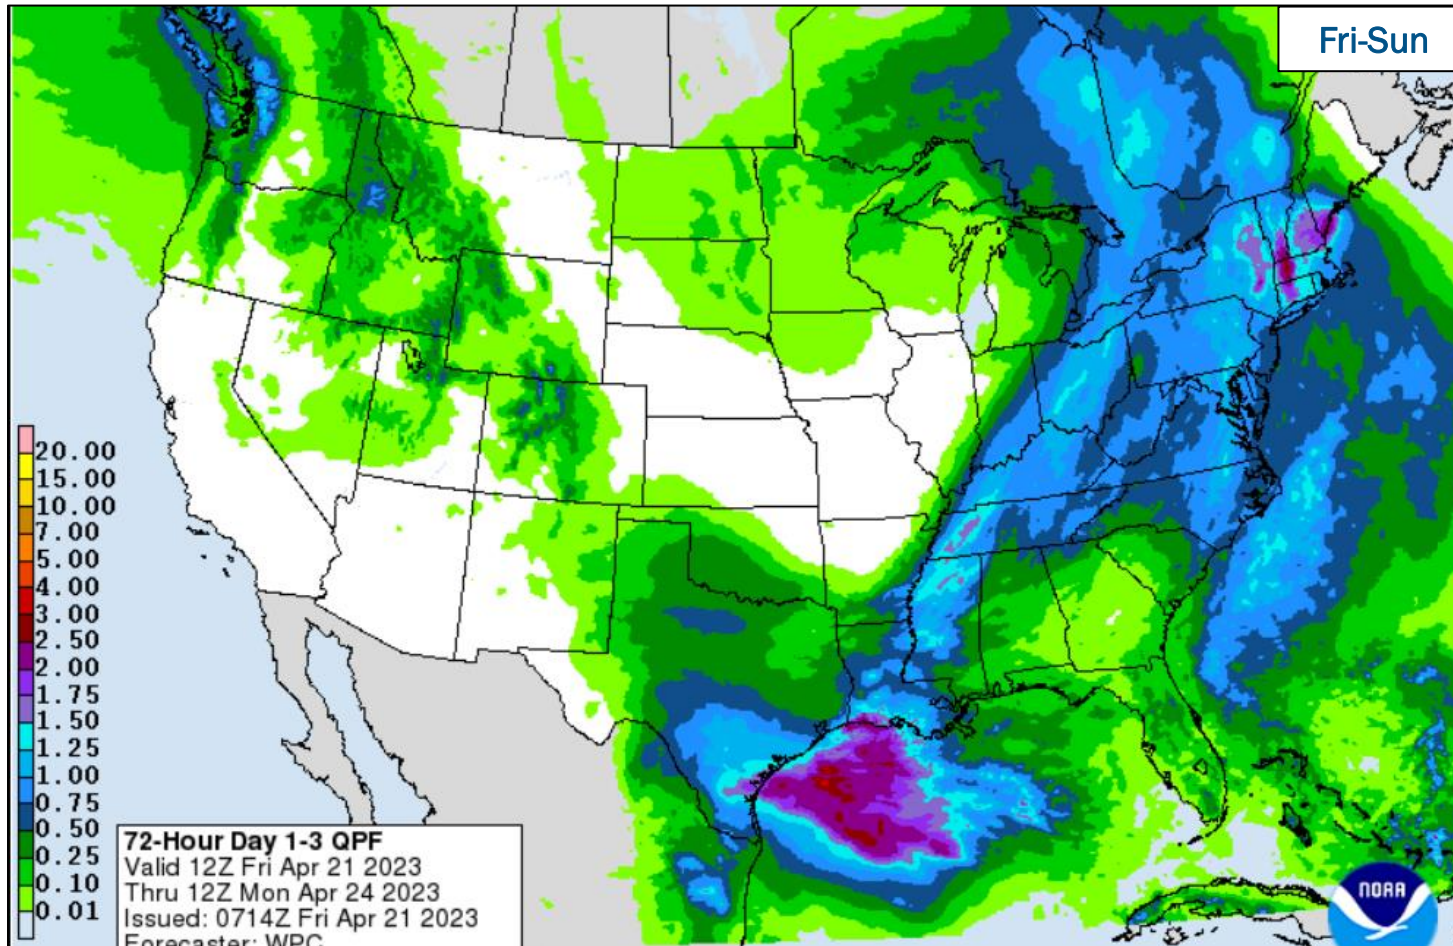 Fri-Sun
20.00
15.00
10.00
7.00
5.00
4.00
3.00
2.50
2.00
1.75
1.50
1.25
1.00
0.75
0.50
0.25
0.10
0.01
72-Hour Day 1-3 QPF
Valid 12Z Fri Apr 21 2023
Thru 12Z Mon Apr 24 2023
Issued: 0714Z Fri Apr 21 2023
Forecaster: WPC
NOAA